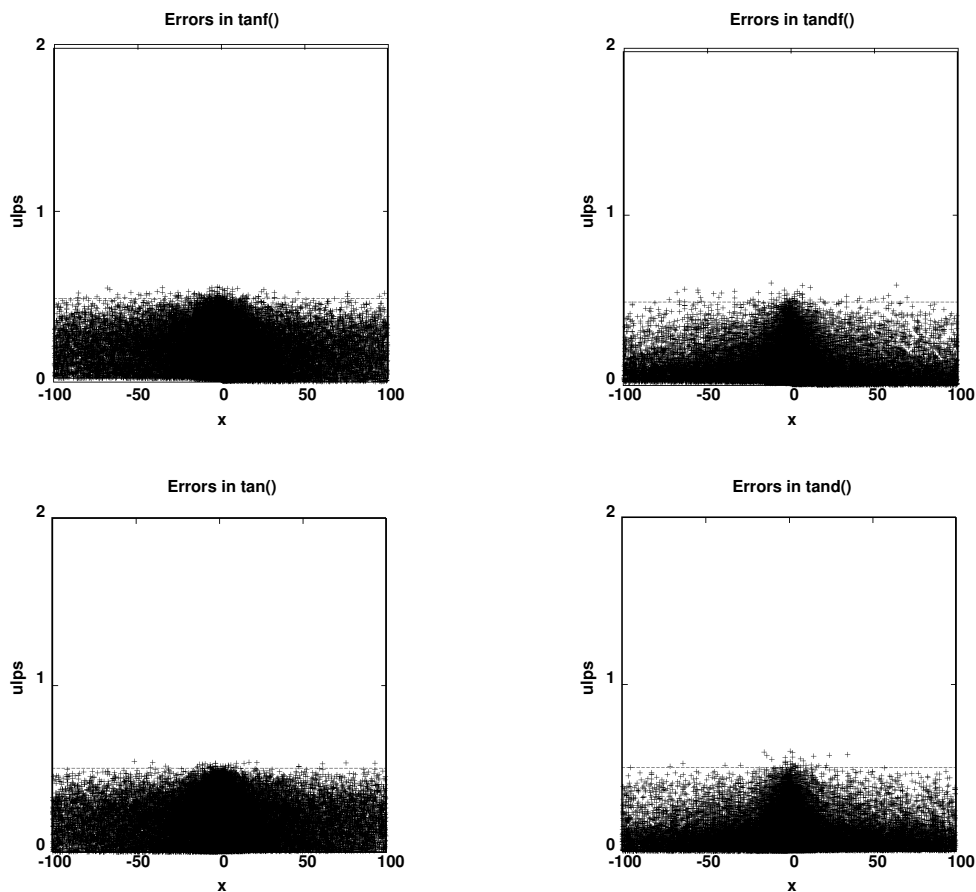 Errors in tanf()
2
1
0
ulps
-100 -50 0 50 100
x
Errors in tandf()
2
1
0
ulps
-100 -50 0 50 100
x
Errors in tan()
2
1
0
ulps
-100 -50 0 50 100
x
Errors in tand()
2
1
0
ulps
-100 -50 0 50 100
x